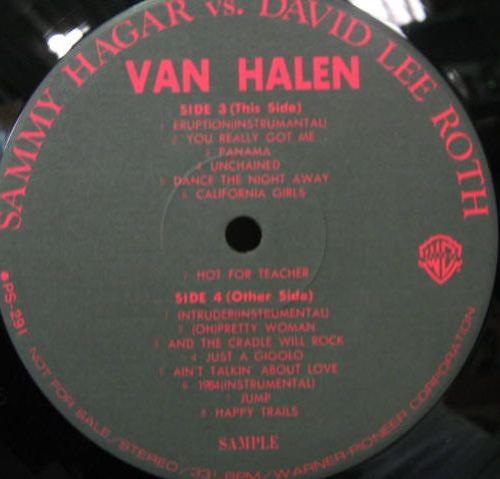 SAMMY HAGAR vs. DAVID LEE ROTH
VAN HALEN
SIDE 3 (This Side)
1 ERUPTION(INSTRUMANTAL)
2 YOU REALLY GOT ME
3 PANAMA
4 UNCHAINED
5 DANCE THE NIGHT AWAY
6 CALIFORNIA GIRLS
7 HOT FOR TEACHER
SIDE 4 (Other Side)
1 INTRUDER(INSTRUMENTAL)
2 (OH)PRETTY WOMAN
3 AND THE CRADLE WILL ROCK
4 JUST A GIGOLO
5 AIN'T TALKIN' ABOUT LOVE
6 1984(INSTRUMENTAL)
7 JUMP
8 HAPPY TRAILS
SAMPLE
PS-291 NOT FOR SALE/STEREO/33⅓ RPM/WARNER-PIONEER CORPORATION